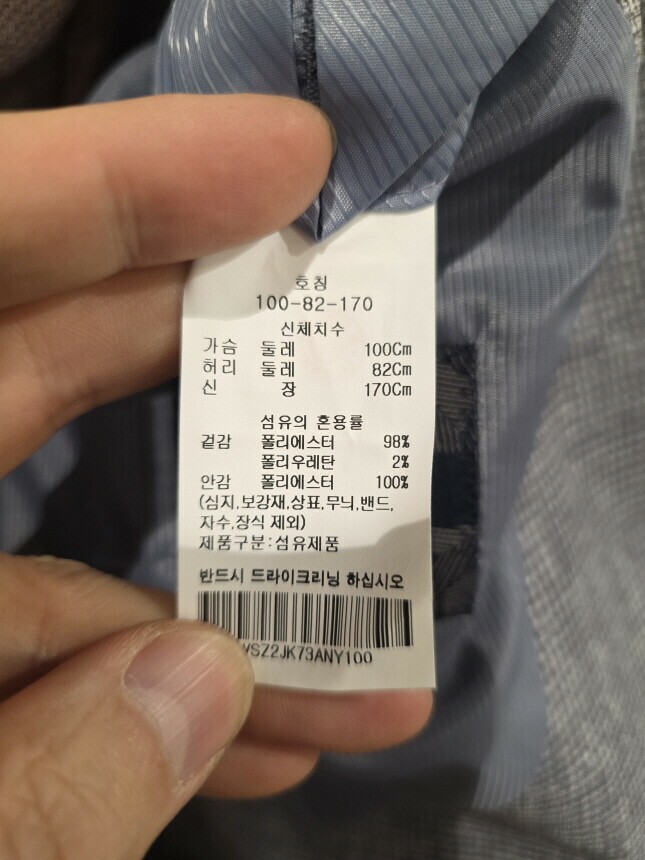 호칭
100-82-170
신체치수
가슴 둘레 100Cm
허리 둘레 82Cm
신 장 170Cm
섬유의 혼용률
겉감 폴리에스터 98%
폴리우레탄 2%
안감 폴리에스터 100%
(심지,보강재,상표,무늬,밴드,
자수,장식 제외)
제품구분:섬유제품
반드시 드라이크리닝 하십시오